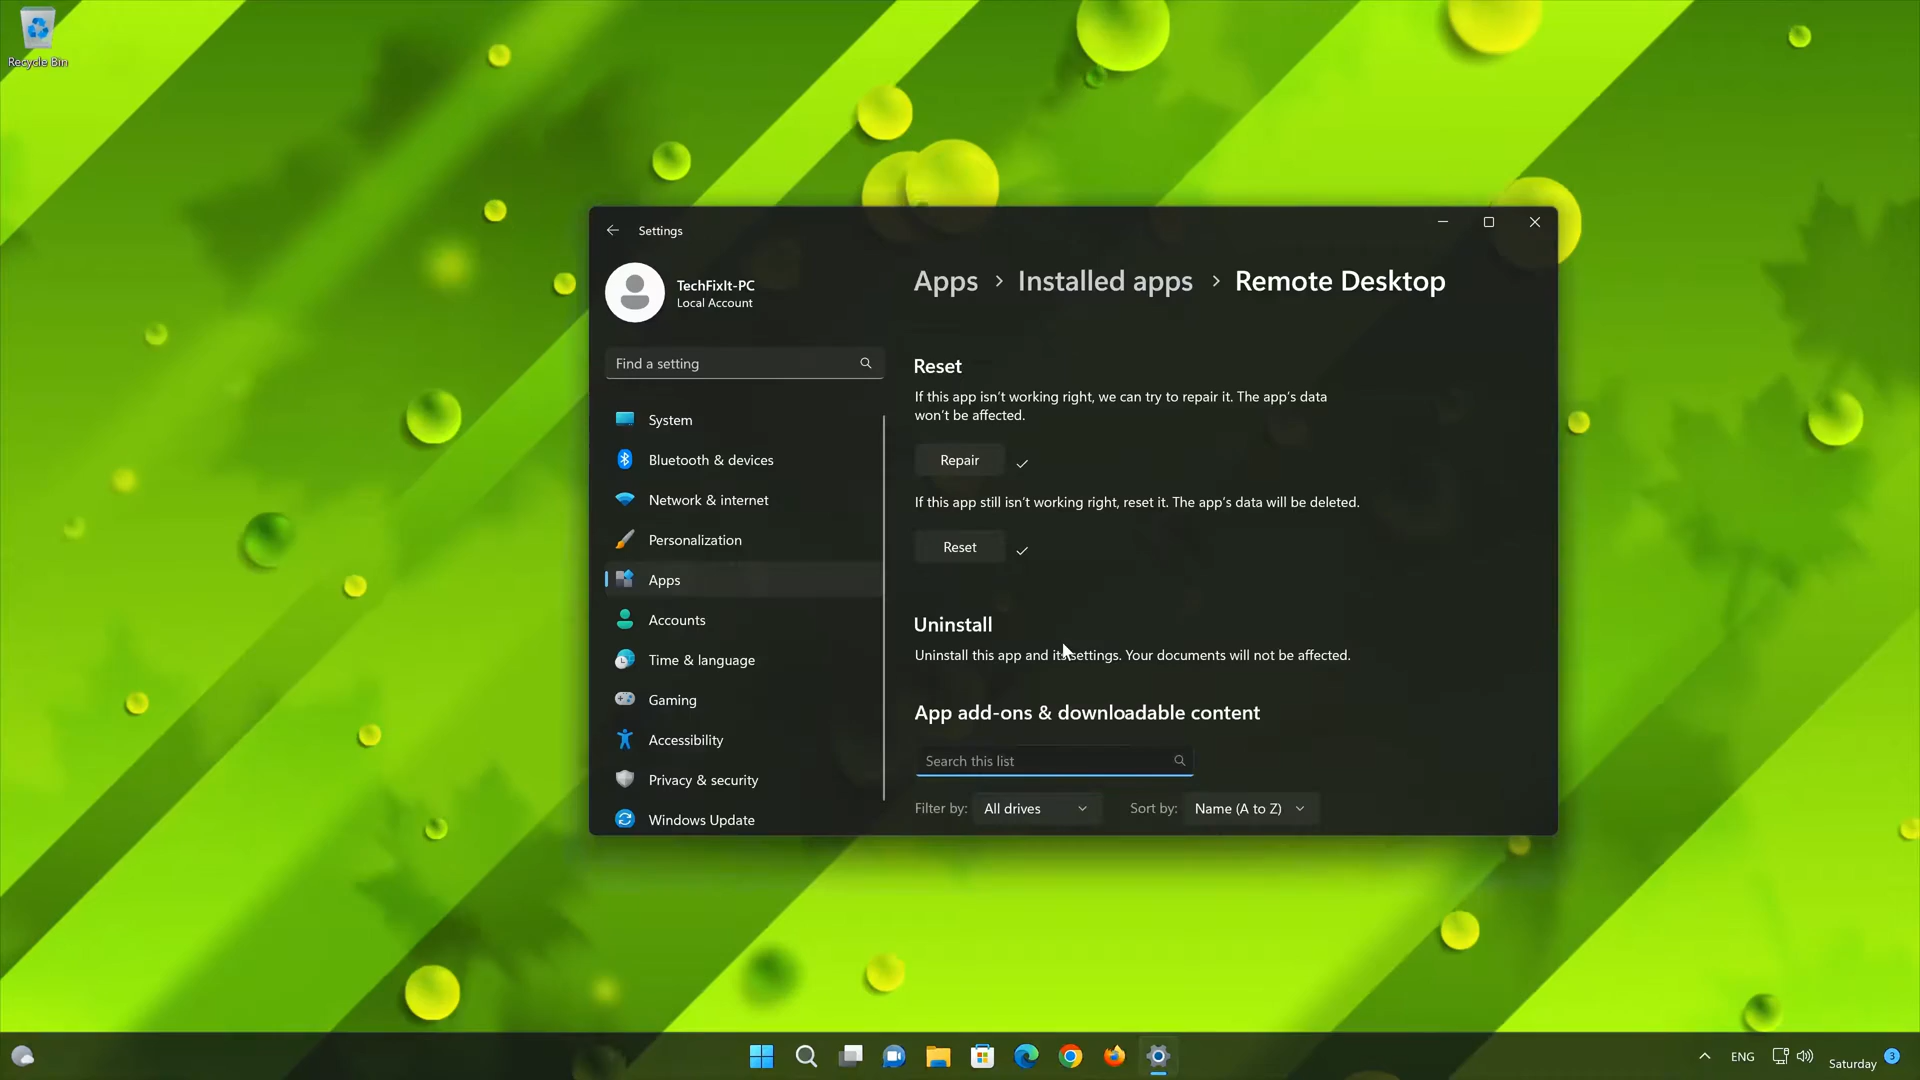 Recycle Bin
Settings
TechFixIt-PC
Local Account
Find a setting
System
Bluetooth & devices
Network & internet
Personalization
Apps
Accounts
Time & language
Gaming
Accessibility
Privacy & security
Windows Update
Apps > Installed apps > Remote Desktop
Reset
If this app isn't working right, we can try to repair it. The app's data
won't be affected.
Repair
If this app still isn't working right, reset it. The app's data will be deleted.
Reset
Uninstall
Uninstall this app and its settings. Your documents will not be affected.
App add-ons & downloadable content
Search this list
Filter by: All drives Sort by: Name (A to Z)
ENG
Saturday 3